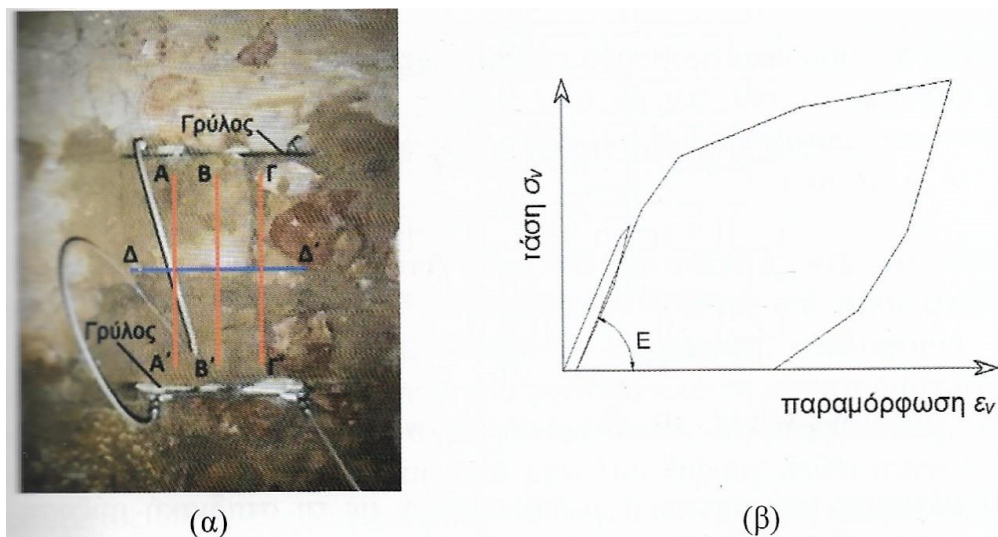 Γρύλος
Α Β Γ
Δ Δ΄
Γρύλος
Α΄ Β΄ Γ΄
(α)
τάση σᵥ
Ε
παραμόρφωση εᵥ
(β)